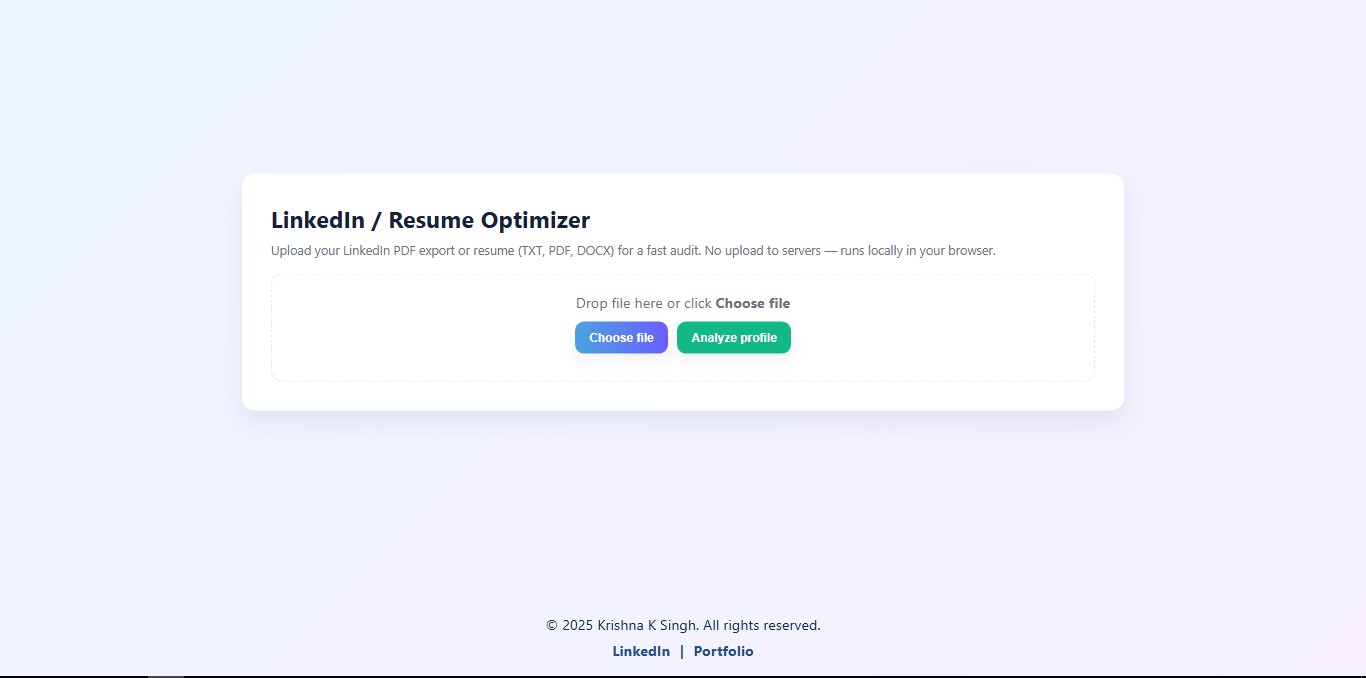 LinkedIn / Resume Optimizer
Upload your LinkedIn PDF export or resume (TXT, PDF, DOCX) for a fast audit. No upload to servers — runs locally in your browser.
Drop file here or click Choose file
Choose file Analyze profile
© 2025 Krishna K Singh. All rights reserved.
LinkedIn | Portfolio